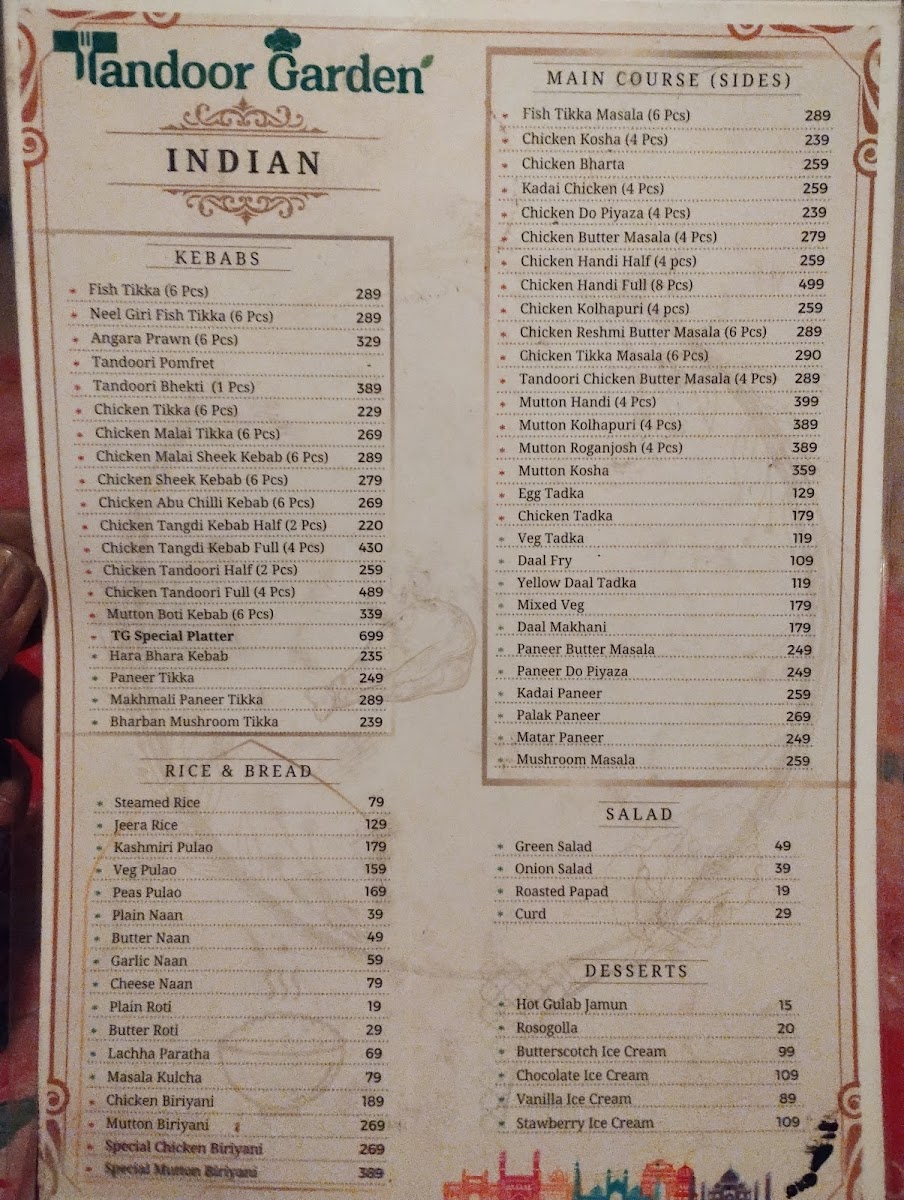 Tandoor Garden
INDIAN
KEBABS
Fish Tikka (6 Pcs) 289
Neel Giri Fish Tikka (6 Pcs) 289
Angara Prawn (6 Pcs) 329
Tandoori Pomfret -
Tandoori Bhekti (1 Pcs) 389
Chicken Tikka (6 Pcs) 229
Chicken Malai Tikka (6 Pcs) 269
Chicken Malai Sheek Kebab (6 Pcs) 289
Chicken Sheek Kebab (6 Pcs) 279
Chicken Abu Chilli Kebab (6 Pcs) 269
Chicken Tangdi Kebab Half (2 Pcs) 220
Chicken Tangdi Kebab Full (4 Pcs) 430
Chicken Tandoori Half (2 Pcs) 259
Chicken Tandoori Full (4 Pcs) 489
Mutton Boti Kebab (6 Pcs) 339
TG Special Platter 699
Hara Bhara Kebab 235
Paneer Tikka 249
Makhmali Paneer Tikka 289
Bharban Mushroom Tikka 239
RICE & BREAD
Steamed Rice 79
Jeera Rice 129
Kashmiri Pulao 179
Veg Pulao 159
Peas Pulao 169
Plain Naan 39
Butter Naan 49
Garlic Naan 59
Cheese Naan 79
Plain Roti 19
Butter Roti 29
Lachha Paratha 69
Masala Kulcha 79
Chicken Biriyani 189
Mutton Biriyani 269
Special Chicken Biriyani 269
Special Mutton Biriyani 389
MAIN COURSE (SIDES)
Fish Tikka Masala (6 Pcs) 289
Chicken Kosha (4 Pcs) 239
Chicken Bharta 259
Kadai Chicken (4 Pcs) 259
Chicken Do Piyaza (4 Pcs) 239
Chicken Butter Masala (4 Pcs) 279
Chicken Handi Half (4 pcs) 259
Chicken Handi Full (8 Pcs) 499
Chicken Kolhapuri (4 pcs) 259
Chicken Reshmi Butter Masala (6 Pcs) 289
Chicken Tikka Masala (6 Pcs) 290
Tandoori Chicken Butter Masala (4 Pcs) 289
Mutton Handi (4 Pcs) 399
Mutton Kolhapuri (4 Pcs) 389
Mutton Roganjosh (4 Pcs) 389
Mutton Kosha 359
Egg Tadka 129
Chicken Tadka 179
Veg Tadka 119
Daal Fry 109
Yellow Daal Tadka 119
Mixed Veg 179
Daal Makhani 179
Paneer Butter Masala 249
Paneer Do Piyaza 249
Kadai Paneer 259
Palak Paneer 269
Matar Paneer 249
Mushroom Masala 259
SALAD
Green Salad 49
Onion Salad 39
Roasted Papad 19
Curd 29
DESSERTS
Hot Gulab Jamun 15
Rosogolla 20
Butterscotch Ice Cream 99
Chocolate Ice Cream 109
Vanilla Ice Cream 89
Stawberry Ice Cream 109